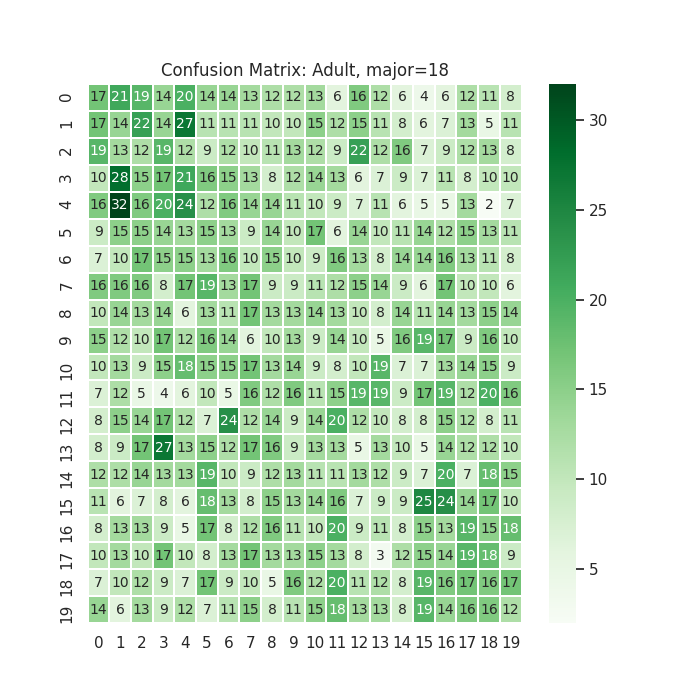 Confusion Matrix: Adult, major=18
0 17 21 19 14 20 14 14 13 12 12 13 6 16 12 6 4 6 12 11 8
1 17 14 22 14 27 11 11 11 10 10 15 12 15 11 8 6 7 13 5 11
2 19 13 12 19 12 9 12 10 11 13 12 9 22 12 16 7 9 12 13 8
3 10 28 15 17 21 16 15 13 8 12 14 13 6 7 9 7 11 8 10 10
4 16 32 16 20 24 12 16 14 14 11 10 9 7 11 6 5 5 13 2 7
5 9 15 15 14 13 15 13 9 14 10 17 6 14 10 11 14 12 15 13 11
6 7 10 17 15 15 13 16 10 15 10 9 16 13 8 14 14 16 13 11 8
7 16 16 16 8 17 19 13 17 9 9 11 12 15 14 9 6 17 10 10 6
8 10 14 13 14 6 13 11 17 13 13 14 13 10 8 14 11 14 13 15 14
9 15 12 10 17 12 16 14 6 10 13 9 14 10 5 16 19 17 9 16 10
10 10 13 9 15 18 15 15 17 13 14 9 8 10 19 7 7 13 14 15 9
11 7 12 5 4 6 10 5 16 12 16 11 15 19 19 9 17 19 12 20 16
12 8 15 14 17 12 7 24 12 14 9 14 20 12 10 8 8 15 12 8 11
13 8 9 17 27 13 15 12 17 16 9 13 13 5 13 10 5 14 12 12 10
14 12 12 14 13 13 19 10 9 12 13 11 11 13 12 9 7 20 7 18 15
15 11 6 7 8 6 18 13 8 15 13 14 16 7 9 9 25 24 14 17 10
16 8 13 13 9 5 17 8 12 16 11 10 20 9 11 8 15 13 19 15 18
17 10 13 10 17 10 8 13 17 13 13 15 13 8 3 12 15 14 19 18 9
18 7 10 12 9 7 17 9 10 5 16 12 20 11 12 8 19 16 17 16 17
19 14 6 13 9 12 7 11 15 8 11 15 18 13 13 8 19 14 16 16 12
0 1 2 3 4 5 6 7 8 9 10 11 12 13 14 15 16 17 18 19
30
25
20
15
10
5